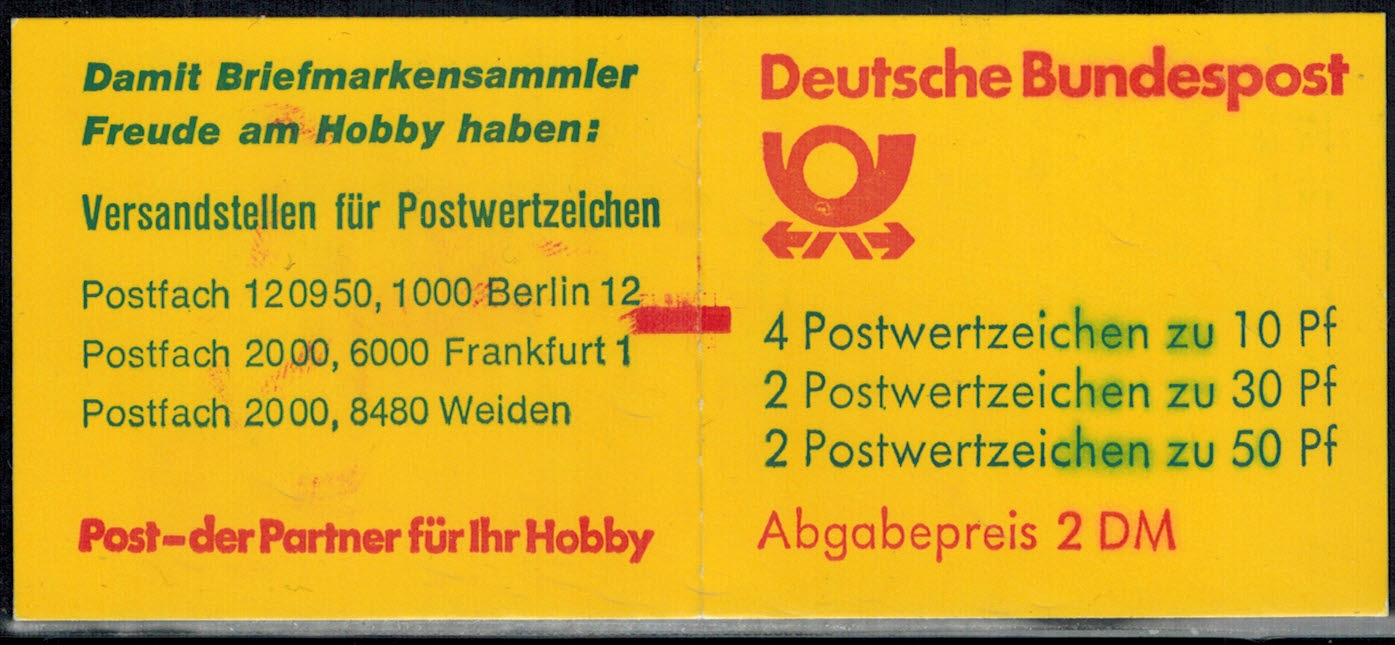 Damit Briefmarkensammler
Freude am Hobby haben:
Versandstellen für Postwertzeichen
Postfach 120950, 1000 Berlin 12
Postfach 2000, 6000 Frankfurt 1
Postfach 2000, 8480 Weiden
Post-der Partner für Ihr Hobby
Deutsche Bundespost
4 Postwertzeichen zu 10 Pf
2 Postwertzeichen zu 30 Pf
2 Postwertzeichen zu 50 Pf
Abgabepreis 2 DM